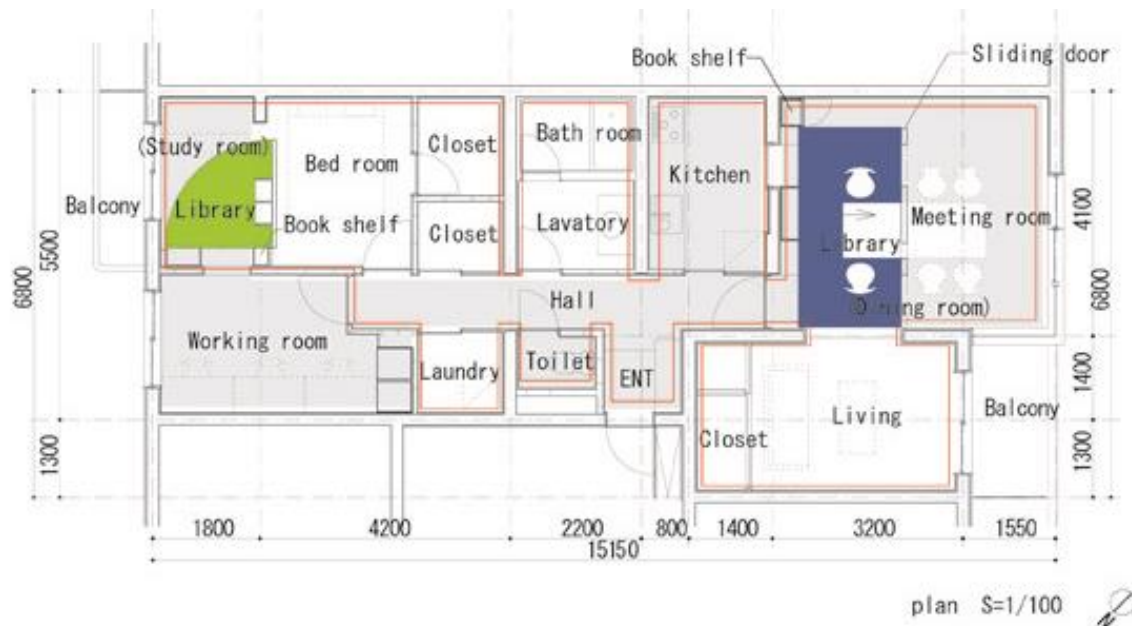 Book shelf
Sliding door
(Study room)
Bed room
Closet
Bath room
Kitchen
Balcony
Library
Book shelf
Closet
Lavatory
Library
Meeting room
4100
5500
6800
Hall
(Dining room)
6800
Working room
Laundry
Toilet
ENT
1400
Living
Balcony
Closet
1300
1300
1800
4200
2200
800
1400
3200
1550
15150
plan S=1/100
N